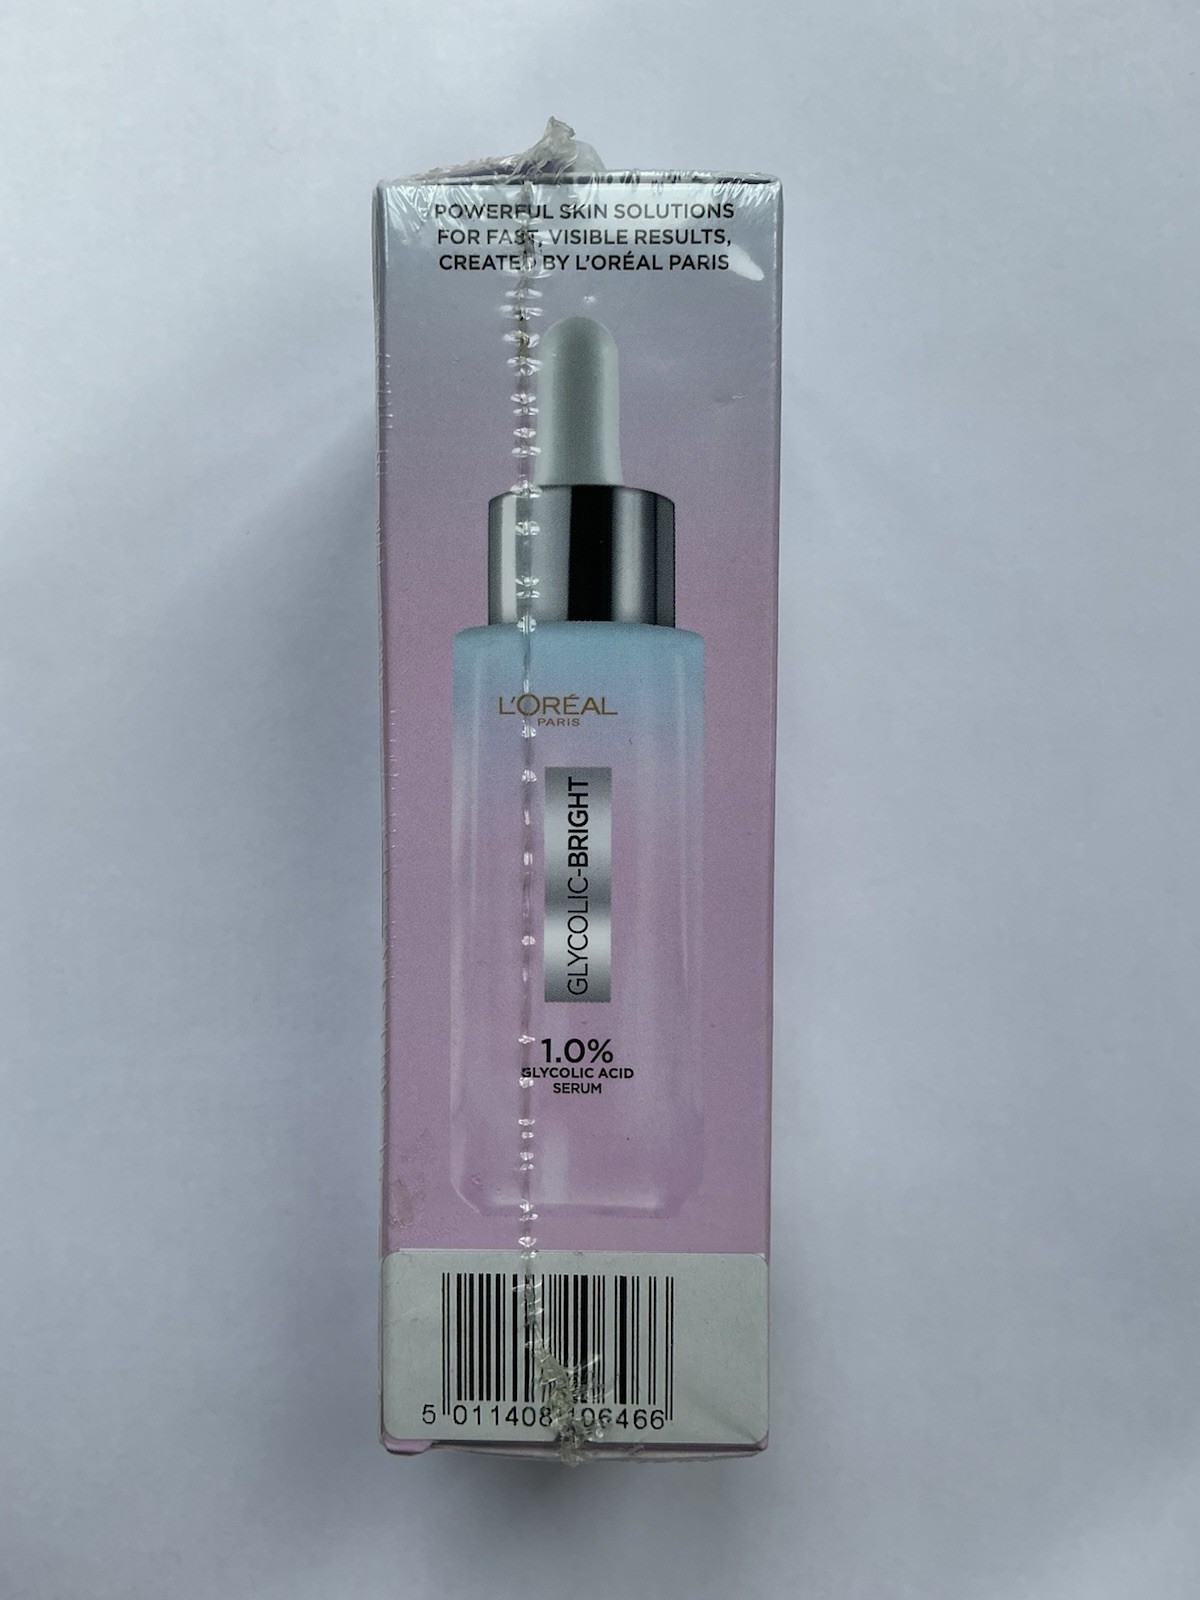 POWERFUL SKIN SOLUTIONS
FOR FAST, VISIBLE RESULTS,
CREATED BY L'ORÉAL PARIS
L'ORÉAL
PARIS
GLYCOLIC-BRIGHT
1.0%
GLYCOLIC ACID
SERUM
5 011408 106466